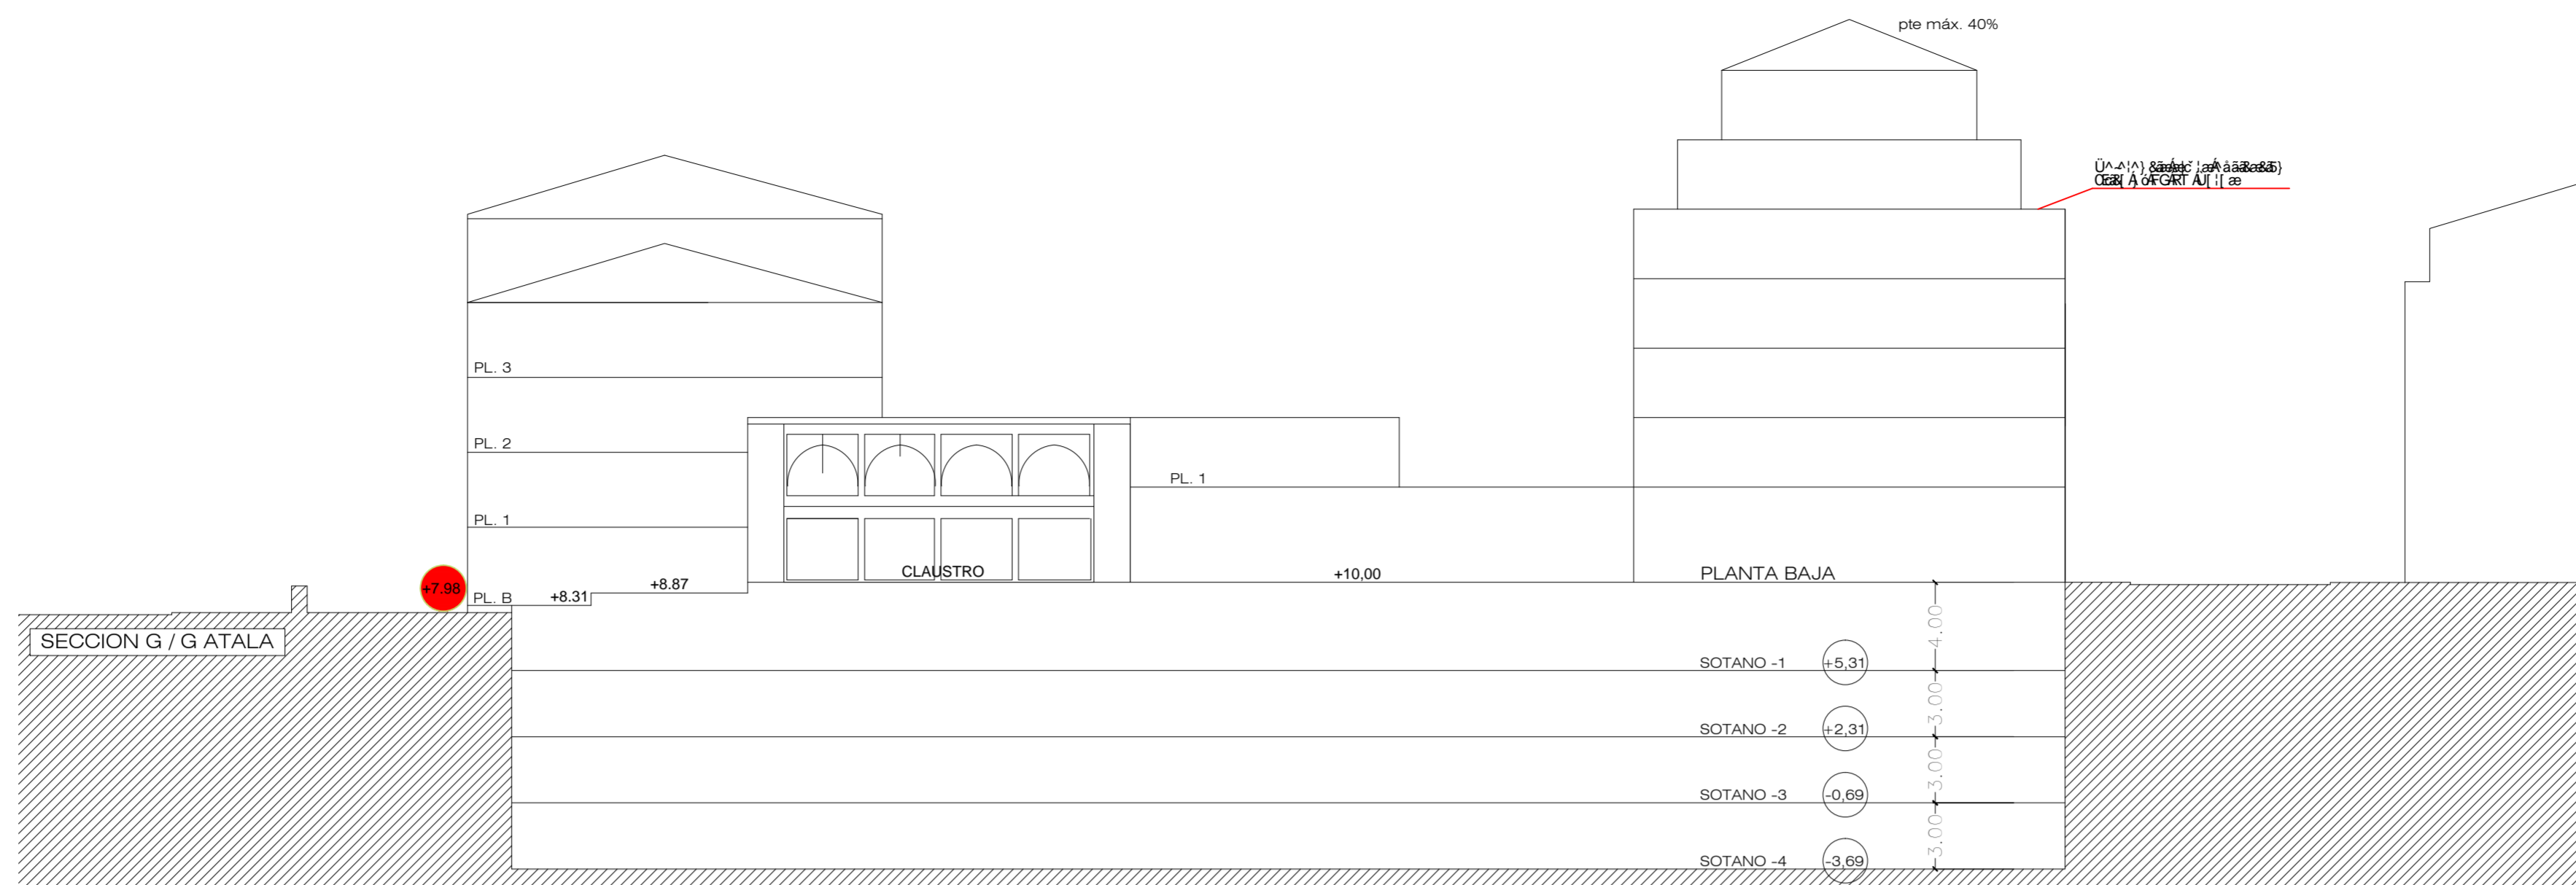 pte máx. 40%
PL. 3
PL. 2
PL. 1
PL. 1
CLAUSTRO
+10,00
PLANTA BAJA
+7.98
PL. B
+8.31
+8.87
SECCION G / G ATALA
4.00
SOTANO -1
+5,31
3.00
SOTANO -2
+2,31
3.00
SOTANO -3
-0,69
3.00
SOTANO -4
-3,69